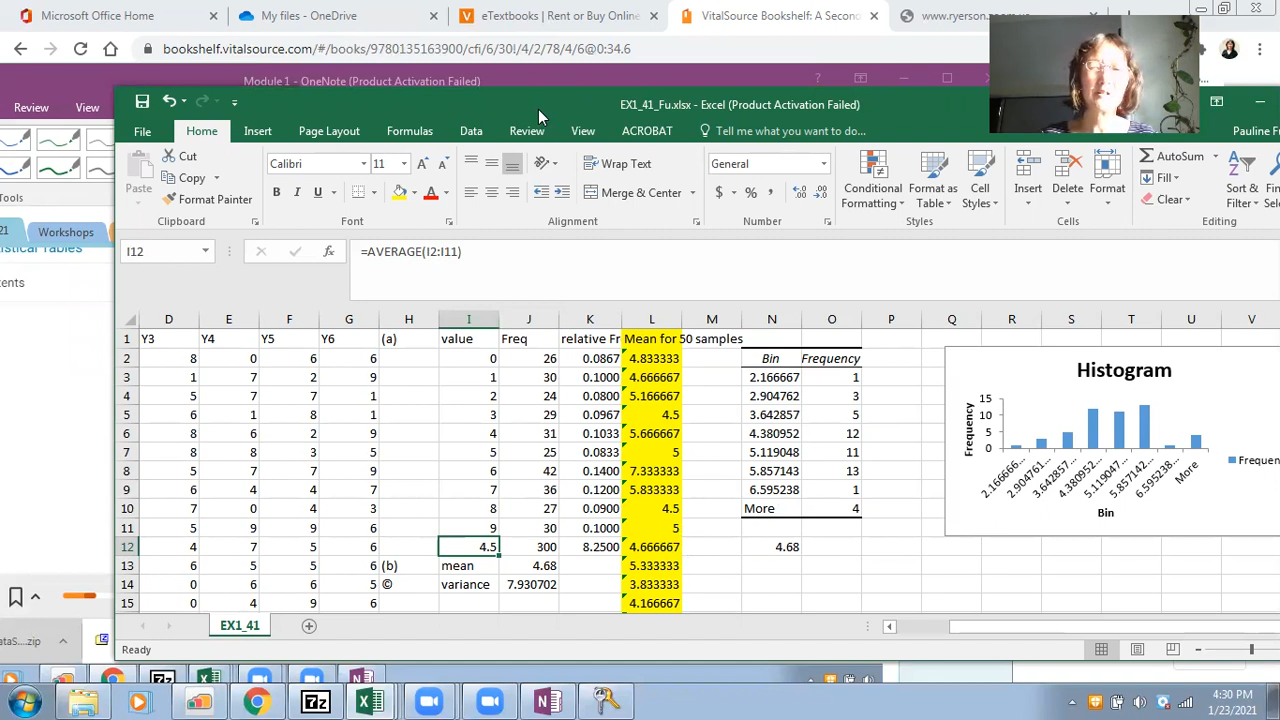 Microsoft Office Home
My files - OneDrive
eTextbooks | Rent or Buy Online
VitalSource Bookshelf: A Secon
bookshelf.vitalsource.com/#/books/9780135163900/cfi/6/30!/4/2/78/4/6@0:34.6
Module 1 - OneNote (Product Activation Failed)
EX1_41_Fu.xlsx - Excel (Product Activation Failed)
Review View
File Home Insert Page Layout Formulas Data Review View ACROBAT Tell me what you want to do... Pauline Fu
Paste Cut Copy Format Painter
Clipboard
Calibri 11
B I U A
Font
Wrap Text
Merge & Center
Alignment
General
$ % ,
Number
Conditional Formatting
Format as Table
Cell Styles
Styles
Insert Delete Format
Cells
AutoSum
Fill
Clear
Sort & Filter
Editing
Workshops
I12 fx =AVERAGE(I2:I11)
D E F G H I J K L M N O P Q R S T U V
1 Y3 Y4 Y5 Y6 (a) value Freq relative Fr Mean for 50 samples
2 8 0 6 6 0 26 0.0867 4.833333 Bin Frequency
3 1 7 2 9 1 30 0.1000 4.666667 2.166667 1
4 5 7 7 1 2 24 0.0800 5.166667 2.904762 3
5 6 1 8 1 3 29 0.0967 4.5 3.642857 5
6 8 6 2 9 4 31 0.1033 5.666667 4.380952 12
7 8 8 3 5 5 25 0.0833 5 5.119048 11
8 5 7 7 9 6 42 0.1400 7.333333 5.857143 13
9 6 4 4 7 7 36 0.1200 5.833333 6.595238 1
10 7 0 4 3 8 27 0.0900 4.5 More 4
11 5 9 9 6 9 30 0.1000 5
12 4 7 5 6 4.5 300 8.2500 4.666667 4.68
13 6 5 5 6 (b) mean 4.68 5.333333
14 0 6 6 5 © variance 7.930702 3.833333
15 0 4 9 6 4.166667
Histogram
Frequency
15
10
5
0
2.166666...
2.904761...
3.642857...
4.380952...
5.119047...
5.857142...
6.595238...
More
Bin
Frequen
EX1_41
Ready
4:30 PM
1/23/2021